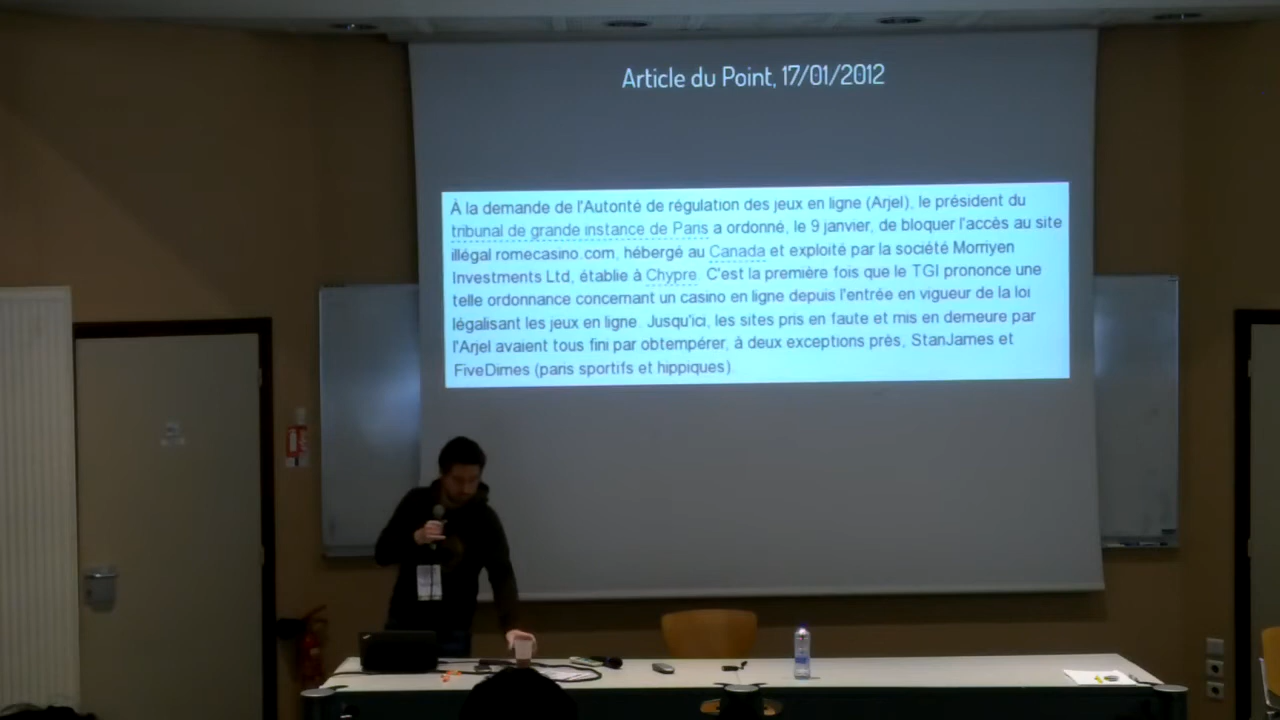 Article du Point, 17/01/2012
À la demande de l'Autorité de régulation des jeux en ligne (Arjel), le président du
tribunal de grande instance de Paris a ordonné, le 9 janvier, de bloquer l'accès au site
illégal romecasino.com, hébergé au Canada et exploité par la société Morriyen
Investments Ltd, établie à Chypre. C'est la première fois que le TGI prononce une
telle ordonnance concernant un casino en ligne depuis l'entrée en vigueur de la loi
légalisant les jeux en ligne. Jusqu'ici, les sites pris en faute et mis en demeure par
l'Arjel avaient tous fini par obtempérer, à deux exceptions près, StanJames et
FiveDimes (paris sportifs et hippiques).